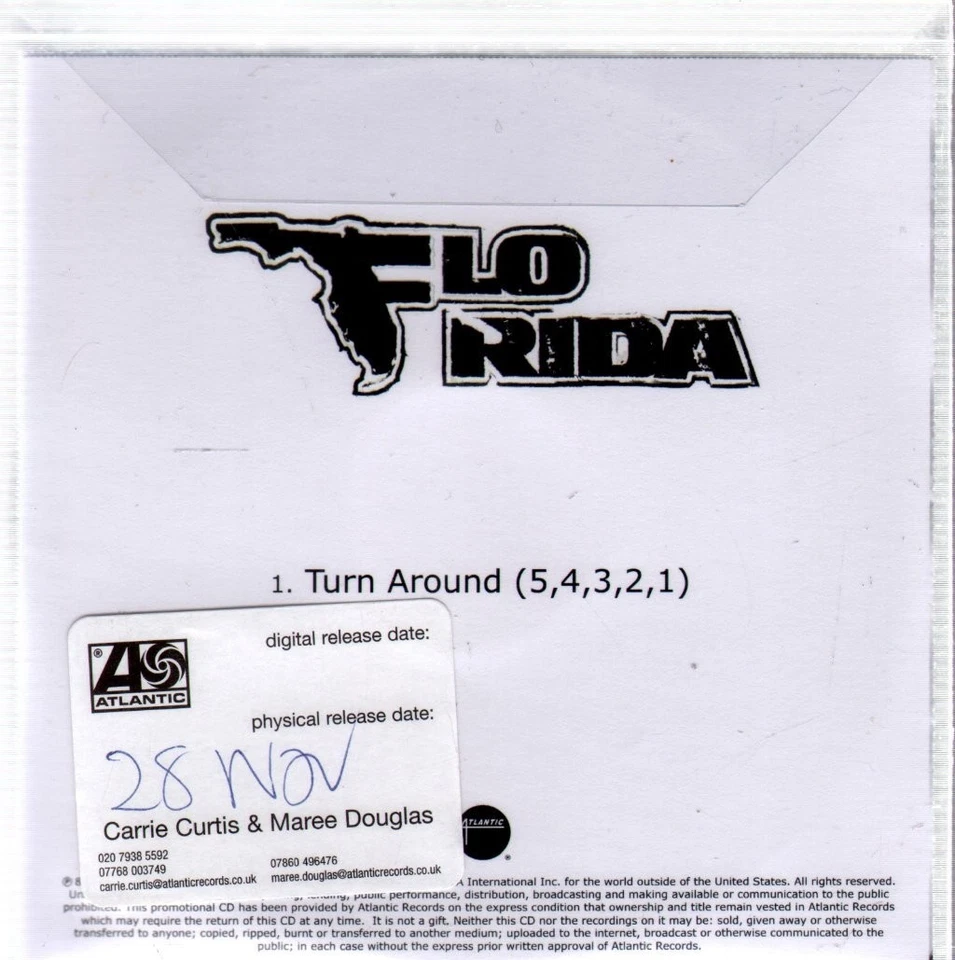 FLO
RIDA
1. Turn Around (5,4,3,2,1)
® ATLANTIC
digital release date:
physical release date:
28 Nov
Carrie Curtis & Maree Douglas
020 7938 5592
07768 003749
carrie.curtis@atlanticrecords.co.uk
07860 496476
maree.douglas@atlanticrecords.co.uk
ATLANTIC ®
℗ & A International Inc. for the world outside of the United States. All rights reserved.
Un lending, public performance, distribution, broadcasting and making available or communication to the public
prohibited. This promotional CD has been provided by Atlantic Records on the express condition that ownership and title remain vested in Atlantic Records
which may require the return of this CD at any time. It is not a gift. Neither this CD nor the recordings on it may be: sold, given away or otherwise
transferred to anyone; copied, ripped, burnt or transferred to another medium; uploaded to the internet, broadcast or otherwise communicated to the
public; in each case without the express prior written approval of Atlantic Records.